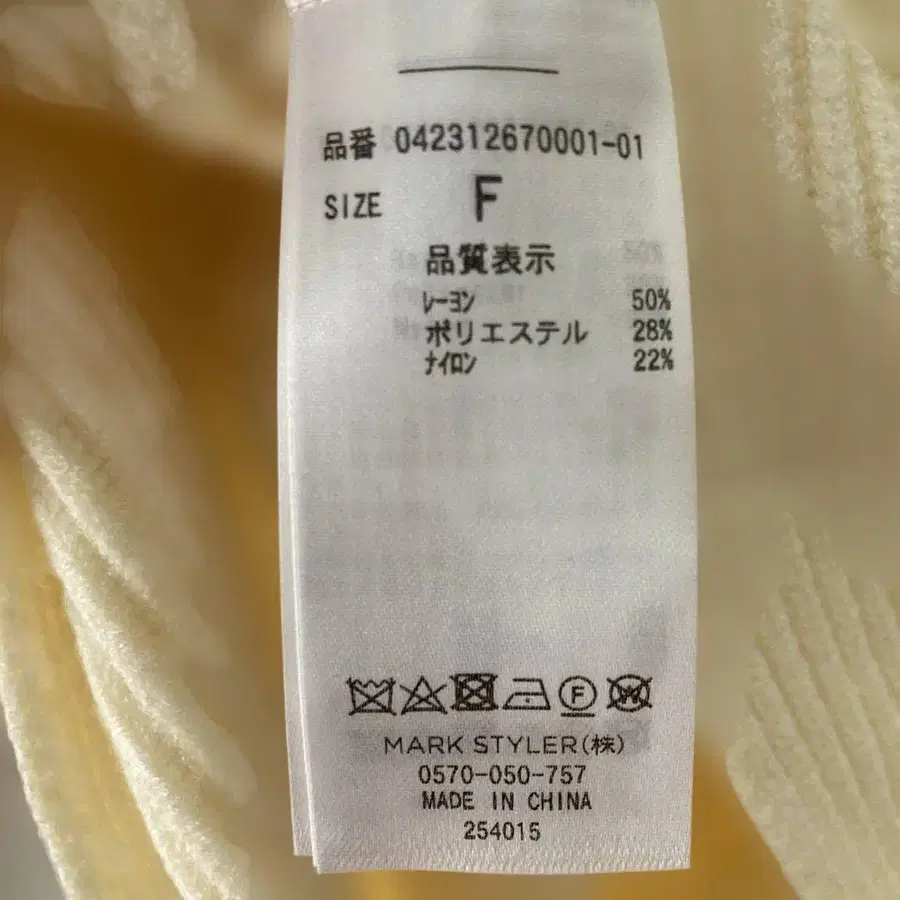 品番 042312670001-01
SIZE F
品質表示
レーヨン 50%
ポリエステル 28%
ナイロン 22%
MARK STYLER(株)
0570-050-757
MADE IN CHINA
254015